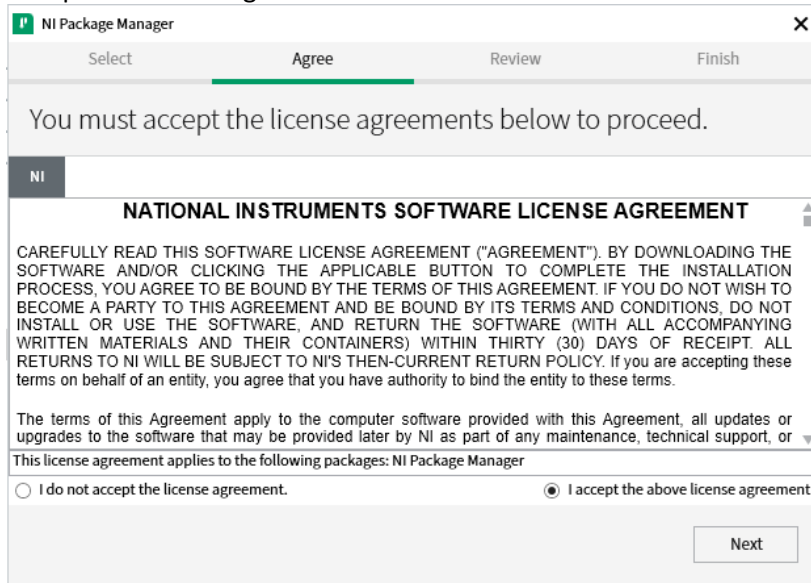 NI Package Manager
Select Agree Review Finish
You must accept the license agreements below to proceed.
NI
NATIONAL INSTRUMENTS SOFTWARE LICENSE AGREEMENT
CAREFULLY READ THIS SOFTWARE LICENSE AGREEMENT ("AGREEMENT"). BY DOWNLOADING THE
SOFTWARE AND/OR CLICKING THE APPLICABLE BUTTON TO COMPLETE THE INSTALLATION
PROCESS, YOU AGREE TO BE BOUND BY THE TERMS OF THIS AGREEMENT. IF YOU DO NOT WISH TO
BECOME A PARTY TO THIS AGREEMENT AND BE BOUND BY ITS TERMS AND CONDITIONS, DO NOT
INSTALL OR USE THE SOFTWARE, AND RETURN THE SOFTWARE (WITH ALL ACCOMPANYING
WRITTEN MATERIALS AND THEIR CONTAINERS) WITHIN THIRTY (30) DAYS OF RECEIPT. ALL
RETURNS TO NI WILL BE SUBJECT TO NI'S THEN-CURRENT RETURN POLICY. If you are accepting these
terms on behalf of an entity, you agree that you have authority to bind the entity to these terms.
The terms of this Agreement apply to the computer software provided with this Agreement, all updates or
upgrades to the software that may be provided later by NI as part of any maintenance, technical support, or
This license agreement applies to the following packages: NI Package Manager
I do not accept the license agreement. I accept the above license agreement
Next